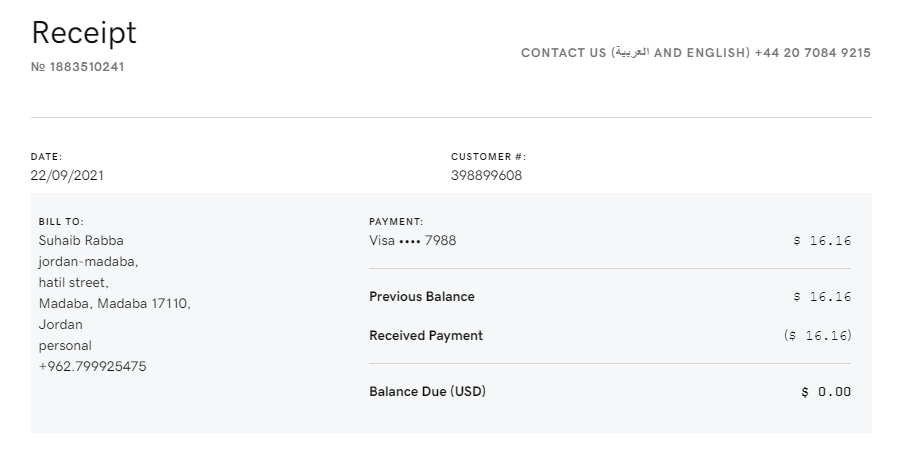 Receipt
№ 1883510241
CONTACT US (العربية AND ENGLISH) +44 20 7084 9215
DATE:
22/09/2021
CUSTOMER #:
398899608
BILL TO:
Suhaib Rabba
jordan-madaba,
hatil street,
Madaba, Madaba 17110,
Jordan
personal
+962.799925475
PAYMENT:
Visa •••• 7988 $ 16.16
Previous Balance $ 16.16
Received Payment ($ 16.16)
Balance Due (USD) $ 0.00